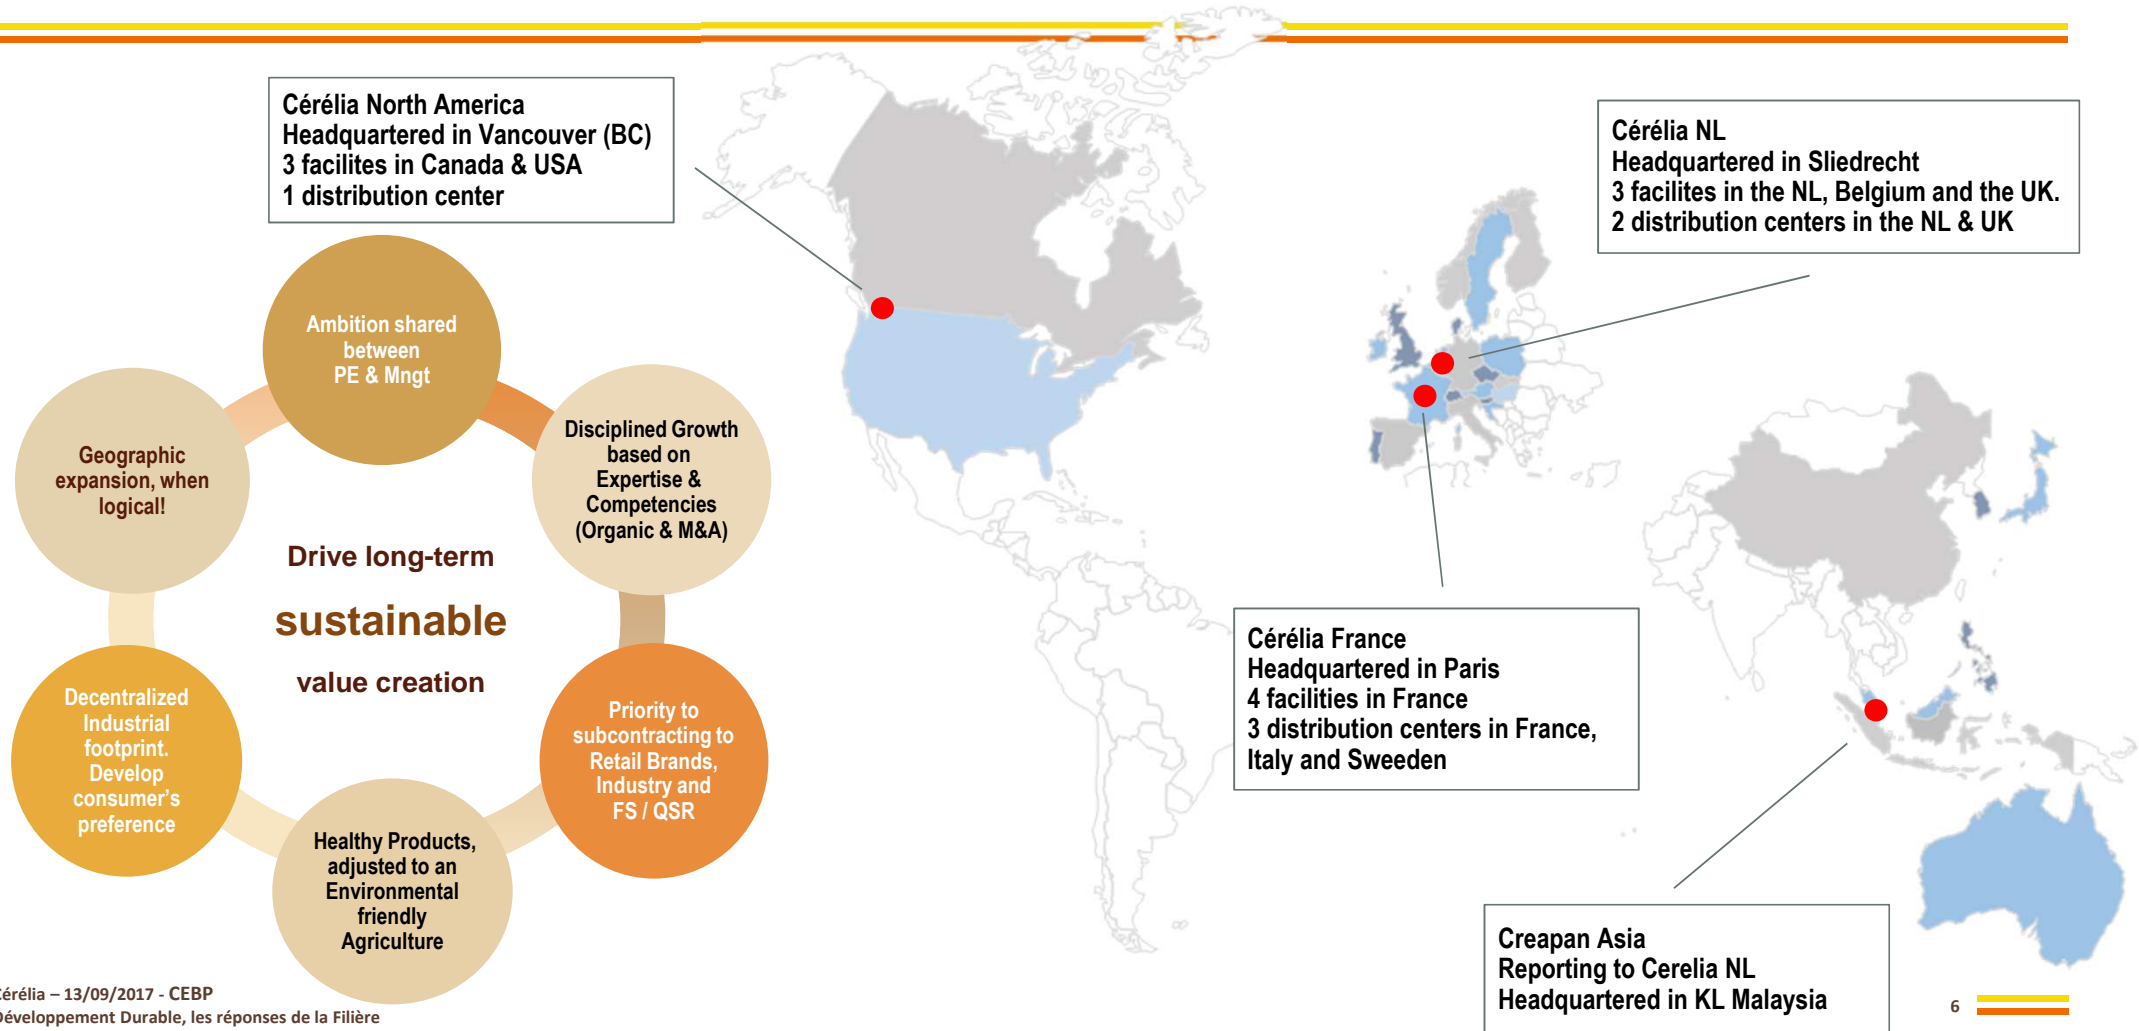 Cérélia North America
Headquartered in Vancouver (BC)
3 facilites in Canada & USA
1 distribution center
Cérélia NL
Headquartered in Sliedrecht
3 facilites in the NL, Belgium and the UK.
2 distribution centers in the NL & UK
Ambition shared
between
PE & Mngt
Disciplined Growth
based on
Expertise &
Competencies
(Organic & M&A)
Priority to
subcontracting to
Retail Brands,
Industry and
FS / QSR
Healthy Products,
adjusted to an
Environmental
friendly
Agriculture
Decentralized
Industrial
footprint.
Develop
consumer's
preference
Geographic
expansion, when
logical!
Drive long-term
sustainable
value creation
Cérélia France
Headquartered in Paris
4 facilities in France
3 distribution centers in France,
Italy and Sweeden
Creapan Asia
Reporting to Cerelia NL
Headquartered in KL Malaysia
Cérélia – 13/09/2017 - CEBP
Développement Durable, les réponses de la Filière
6